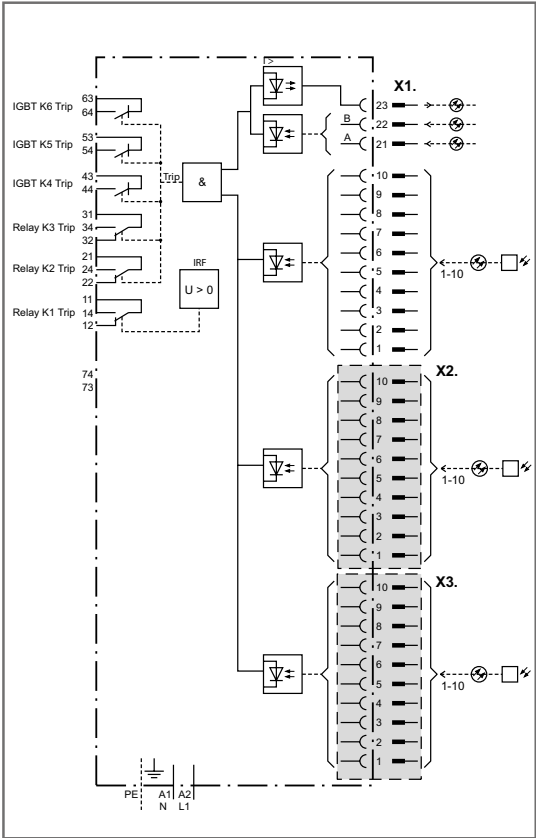 I>
X1.
63
64
IGBT K6 Trip
53
54
IGBT K5 Trip
43
44
IGBT K4 Trip
31
34
32
Relay K3 Trip
21
24
22
Relay K2 Trip
11
14
12
Relay K1 Trip
74
73
Trip
&
IRF
U > 0
23
B
22
A
21
10
9
8
7
6
5
4
3
2
1
1-10
X2.
10
9
8
7
6
5
4
3
2
1
1-10
X3.
10
9
8
7
6
5
4
3
2
1
1-10
PE
A1
A2
N
L1